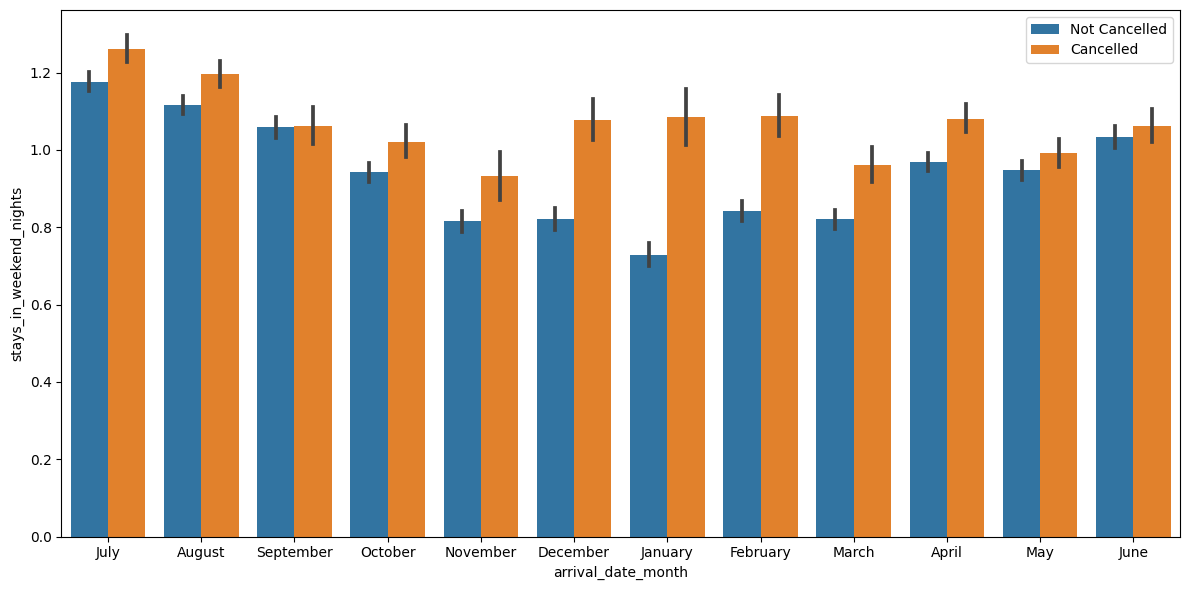 Not Cancelled
Cancelled
stays_in_weekend_nights
1.2
1.0
0.8
0.6
0.4
0.2
0.0
July August September October November December January February March April May June
arrival_date_month